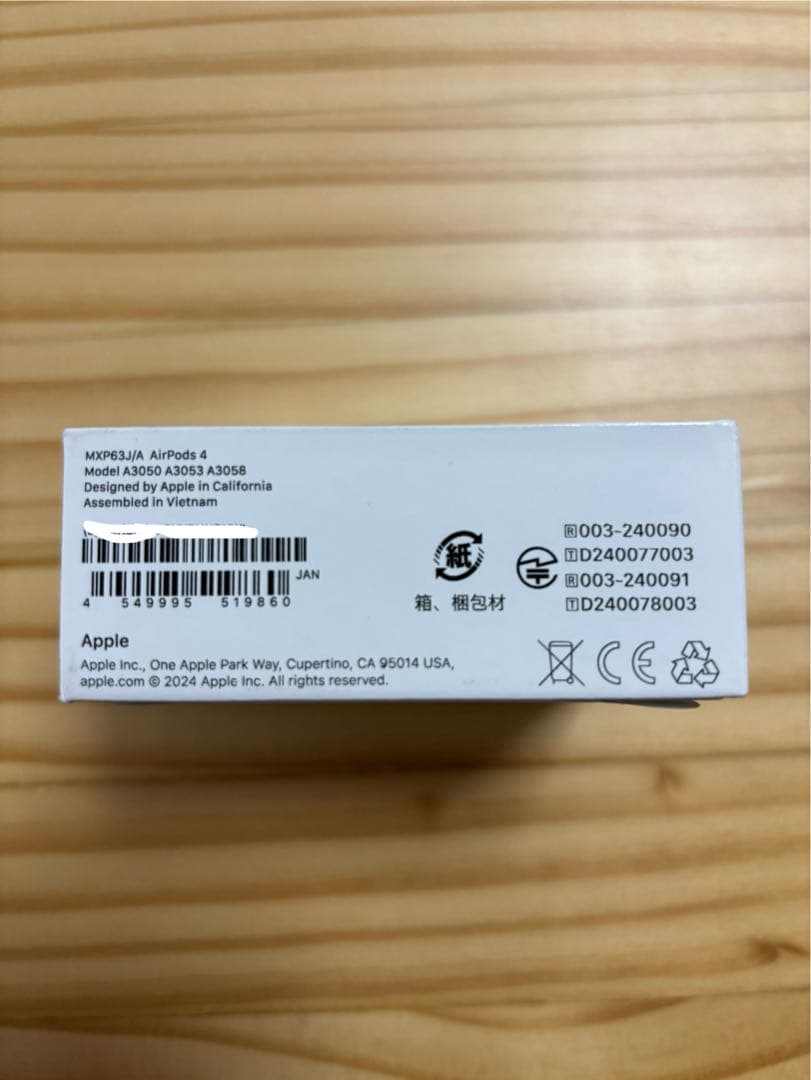 MXP63J/A AirPods 4
Model A3050 A3053 A3058
Designed by Apple in California
Assembled in Vietnam
JAN
4 549995 519860
紙
箱、梱包材
R003-240090
TD240077003
R003-240091
TD240078003
Apple
Apple Inc., One Apple Park Way, Cupertino, CA 95014 USA,
apple.com © 2024 Apple Inc. All rights reserved.
CE